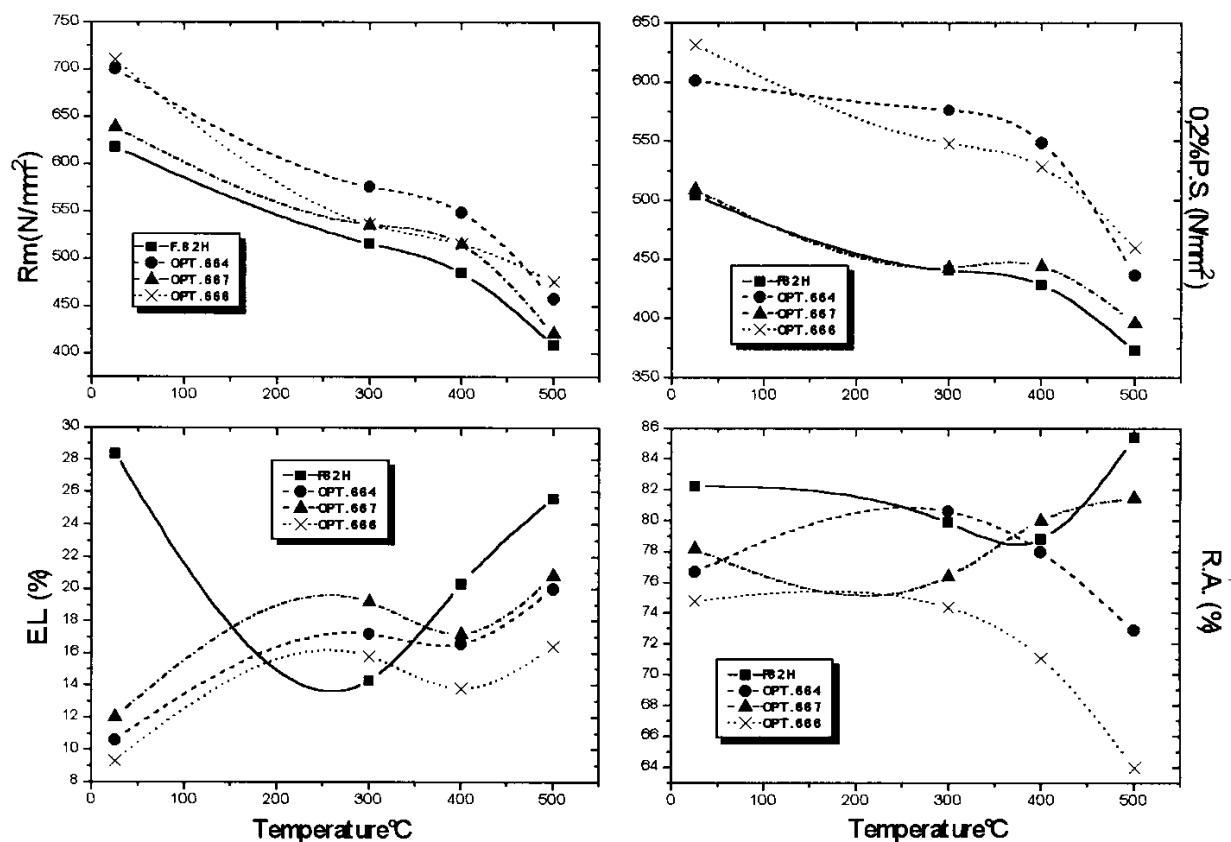 750
700
650
600
550
500
450
400
Rm(N/mm²)
F.82H
OPT.664
OPT.667
OPT.666
0 100 200 300 400 500
650
600
550
500
450
400
350
0,2%P.S. (N/mm²)
F82H
OPT.664
OPT.667
OPT.666
0 100 200 300 400 500
30
28
26
24
22
20
18
16
14
12
10
8
EL (%)
F82H
OPT.664
OPT.667
OPT.666
0 100 200 300 400 500
Temperature°C
86
84
82
80
78
76
74
72
70
68
66
64
R.A. (%)
F82H
OPT.664
OPT.667
OPT.666
0 100 200 300 400 500
Temperature°C